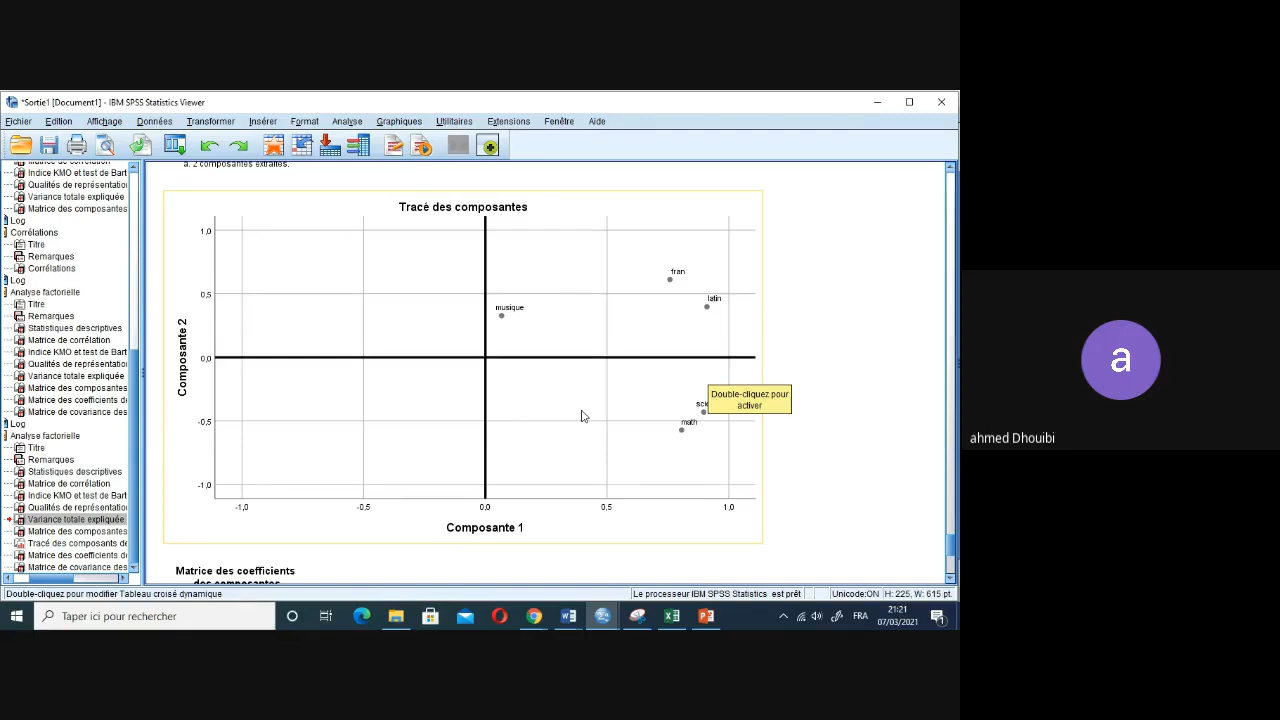 *Sortie1 [Document1] - IBM SPSS Statistics Viewer
Fichier Edition Affichage Données Transformer Insérer Format Analyse Graphiques Utilitaires Extensions Fenêtre Aide
Matrice de corrélation
Indice KMO et test de Bart
Qualités de représentation
Variance totale expliquée
Matrice des composantes
Log
Corrélations
Titre
Remarques
Corrélations
Log
Analyse factorielle
Titre
Remarques
Statistiques descriptives
Matrice de corrélation
Indice KMO et test de Bart
Qualités de représentation
Variance totale expliquée
Matrice des composantes
Matrice des coefficients de
Matrice de covariance des
Log
Analyse factorielle
Titre
Remarques
Statistiques descriptives
Matrice de corrélation
Indice KMO et test de Bart
Qualités de représentation
Variance totale expliquée
Matrice des composantes
Tracé des composants de
Matrice des coefficients de
Matrice de covariance des
a. 2 composantes extraites.
Tracé des composantes
Composante 2
1,0
0,5
0,0
-0,5
-1,0
fran
latin
musique
Double-cliquez pour
activer
math
-1,0 -0,5 0,0 0,5 1,0
Composante 1
Matrice des coefficients
des composantes
Double-cliquez pour modifier Tableau croisé dynamique
Le processeur IBM SPSS Statistics est prêt
Unicode:ON H: 225, W: 615 pt.
Taper ici pour rechercher
FRA
21:21
07/03/2021
1
a
ahmed Dhouibi